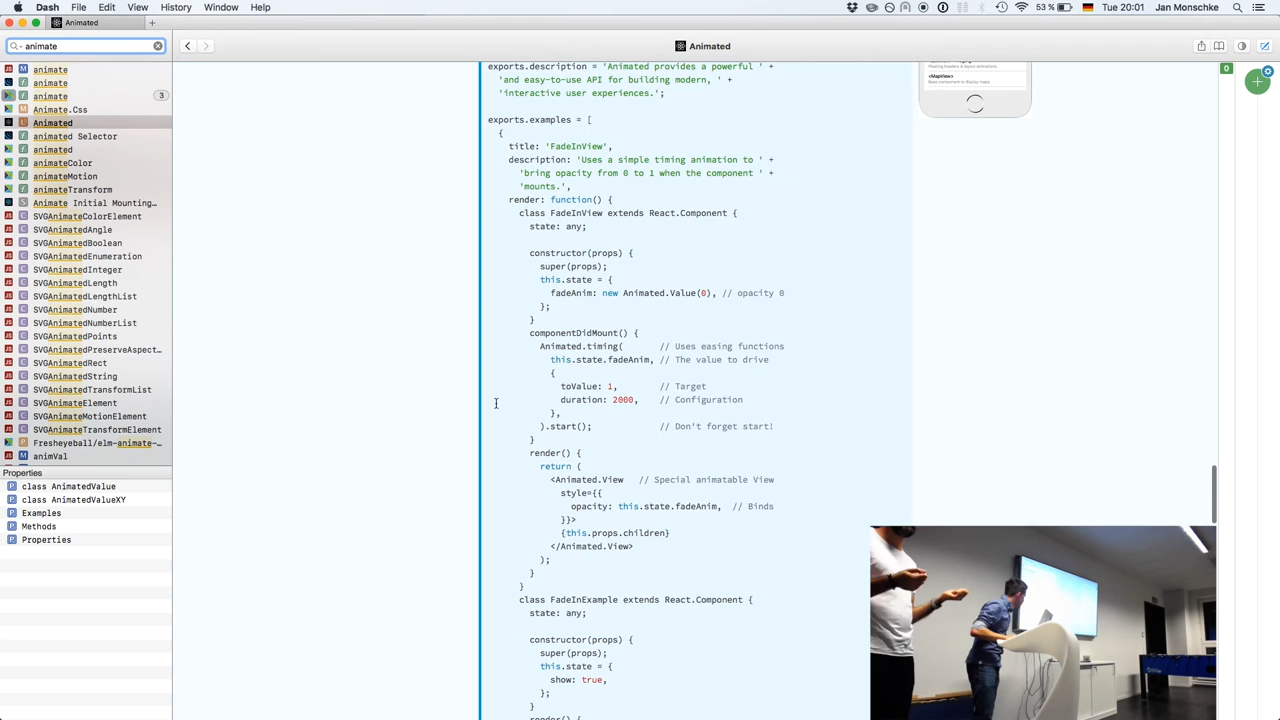 Dash File Edit View History Window Help 53 % Tue 20:01 Jan Monschke
Animated
animate
Animated
animate
animate
animate 3
Animate.Css
Animated
animated Selector
animated
animateColor
animateMotion
animateTransform
Animate Initial Mounting…
SVGAnimateColorElement
SVGAnimatedAngle
SVGAnimatedBoolean
SVGAnimatedEnumeration
SVGAnimatedInteger
SVGAnimatedLength
SVGAnimatedLengthList
SVGAnimatedNumber
SVGAnimatedNumberList
SVGAnimatedPoints
SVGAnimatedPreserveAspect…
SVGAnimatedRect
SVGAnimatedString
SVGAnimatedTransformList
SVGAnimateElement
SVGAnimateMotionElement
SVGAnimateTransformElement
Fresheyeball/elm-animate-…
animVal
Properties
class AnimatedValue
class AnimatedValueXY
Examples
Methods
Properties
exports.description = 'Animated provides a powerful ' +
'and easy-to-use API for building modern, ' +
'interactive user experiences.';
exports.examples = [
{
title: 'FadeInView',
description: 'Uses a simple timing animation to ' +
'bring opacity from 0 to 1 when the component ' +
'mounts.',
render: function() {
class FadeInView extends React.Component {
state: any;
constructor(props) {
super(props);
this.state = {
fadeAnim: new Animated.Value(0), // opacity 0
};
}
componentDidMount() {
Animated.timing( // Uses easing functions
this.state.fadeAnim, // The value to drive
{
toValue: 1, // Target
duration: 2000, // Configuration
},
).start(); // Don't forget start!
}
render() {
return (
<Animated.View // Special animatable View
style={{
opacity: this.state.fadeAnim, // Binds
}}>
{this.props.children}
</Animated.View>
);
}
}
class FadeInExample extends React.Component {
state: any;
constructor(props) {
super(props);
this.state = {
show: true,
};
}
render() {
<MapView>
0